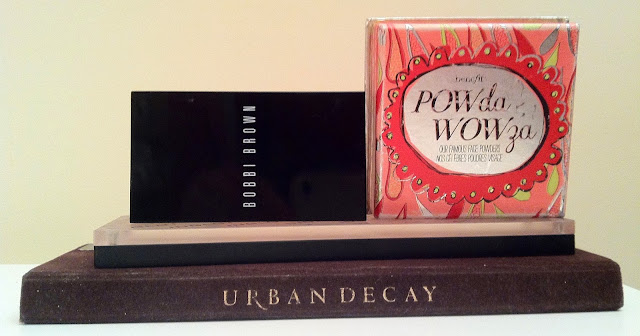 BOBBI BROWN
benefit
POWda
WOWza
OUR FAMOUS FACE POWDERS
NOS CÉLÈBRES POUDRES VISAGE
URBAN DECAY